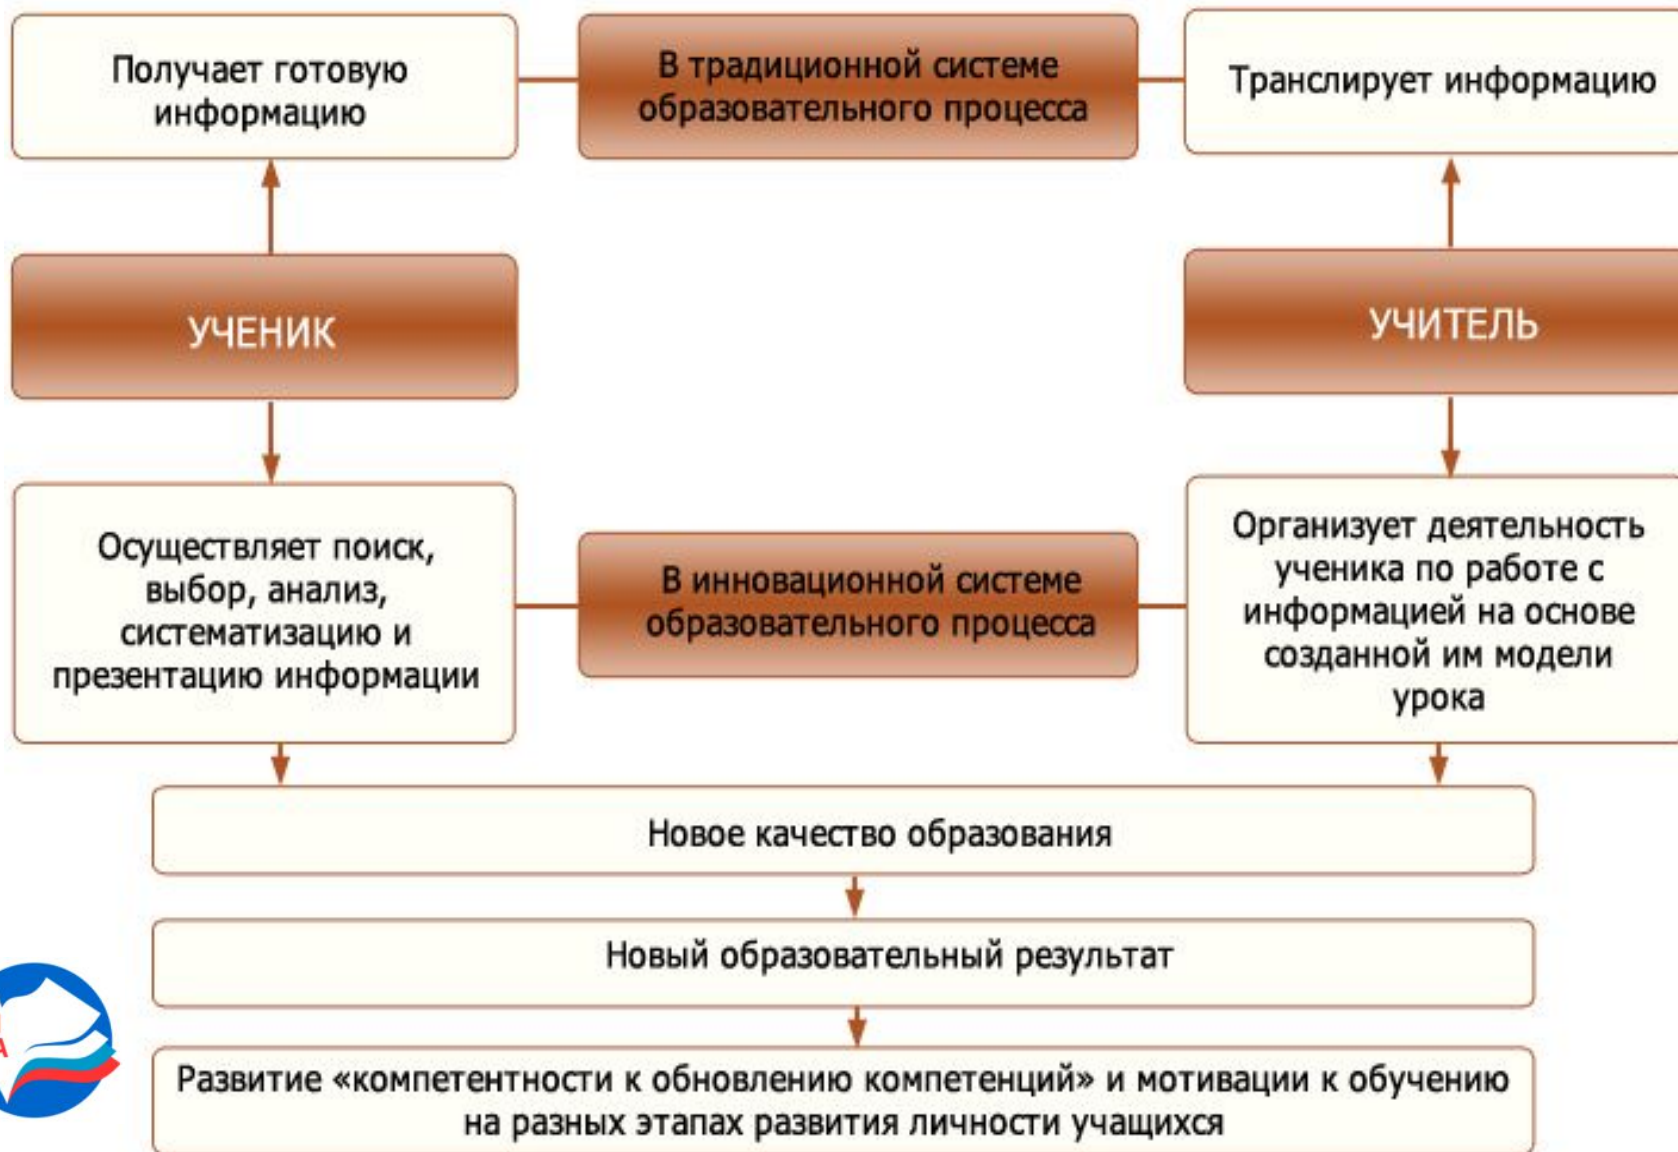 Получает готовую
информацию
В традиционной системе
образовательного процесса
Транслирует информацию
УЧЕНИК
УЧИТЕЛЬ
Осуществляет поиск,
выбор, анализ,
систематизацию и
презентацию информации
В инновационной системе
образовательного процесса
Организует деятельность
ученика по работе с
информацией на основе
созданной им модели
урока
Новое качество образования
Новый образовательный результат
Развитие «компетентности к обновлению компетенций» и мотивации к обучению
на разных этапах развития личности учащихся